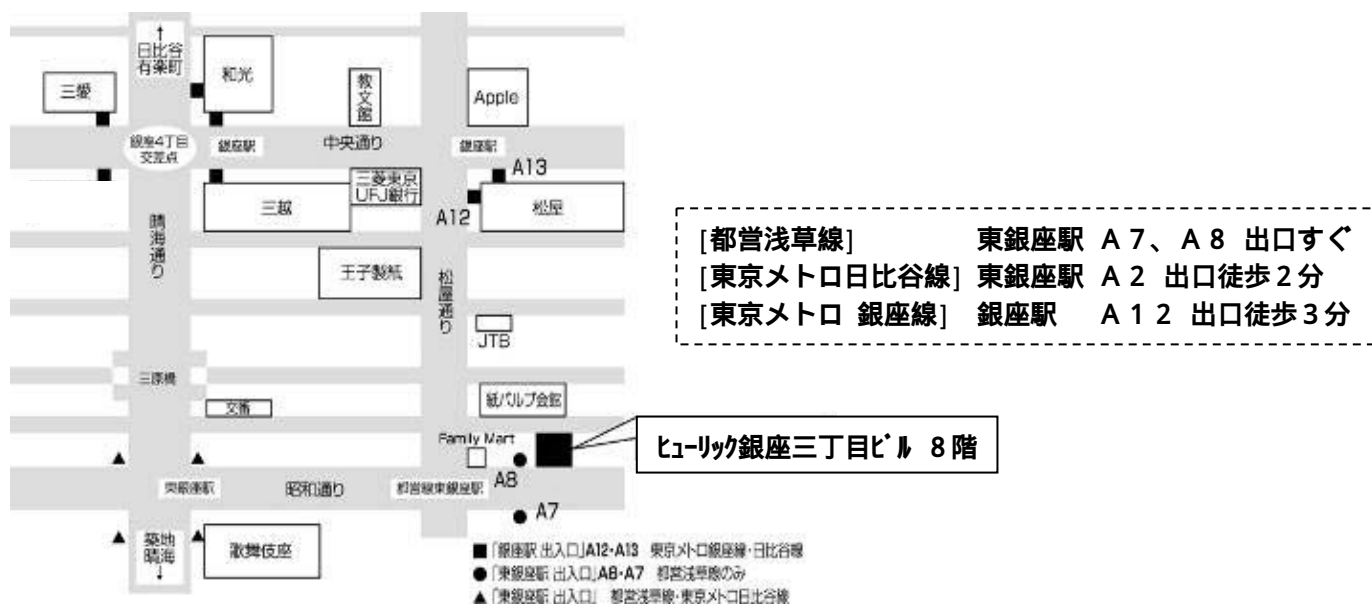 ↑
日比谷
有楽町
和光
三愛
教文館
Apple
銀座4丁目
交差点
銀座駅
中央通り
銀座駅
A13
三菱東京
UFJ銀行
三越
A12
松屋
晴海通り
王子製紙
松屋通り
JTB
三原橋
交番
紙パルプ会館
Family Mart
A8
東銀座駅
昭和通り
都営線東銀座駅
A7
築地
晴海
↓
歌舞伎座
■「銀座駅 出入口」A12・A13 東京メトロ銀座線・日比谷線
●「東銀座駅 出入口」A8・A7 都営浅草線のみ
▲「東銀座駅 出入口」 都営浅草線・東京メトロ日比谷線
[都営浅草線] 東銀座駅 A7、A8 出口すぐ
[東京メトロ日比谷線] 東銀座駅 A2 出口徒歩2分
[東京メトロ 銀座線] 銀座駅 A12 出口徒歩3分
ﾋｭｰﾘｯｸ銀座三丁目ﾋﾞﾙ 8階